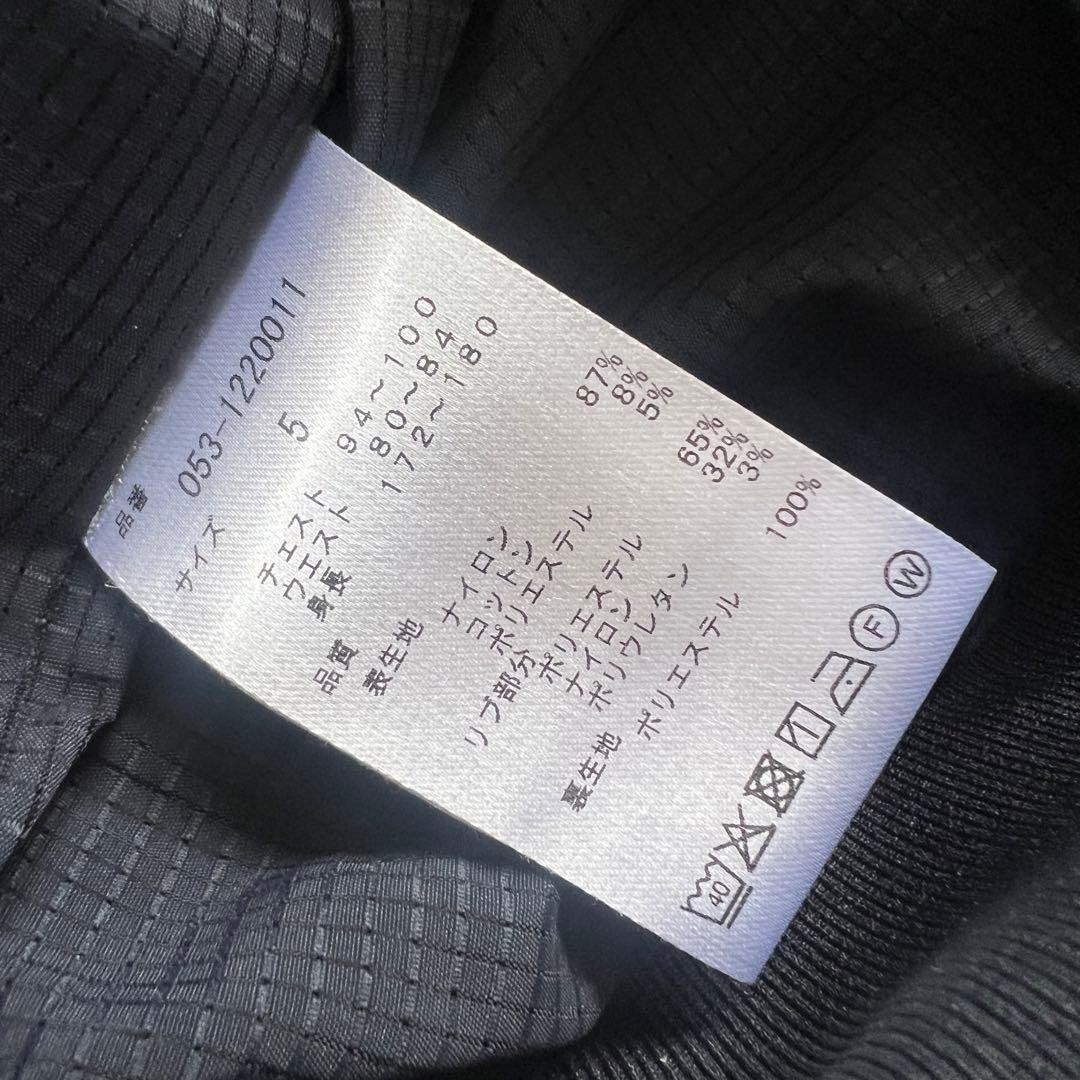 品番 053-1220011
サイズ 5
チェスト 94～100
ウエスト 80～84
身長 172～180
品質
表生地
ナイロン 87%
コットン 8%
ポリエステル 5%
リブ部分
ポリエステル 65%
ナイロン 32%
ポリウレタン 3%
裏生地
ポリエステル 100%
40 F W